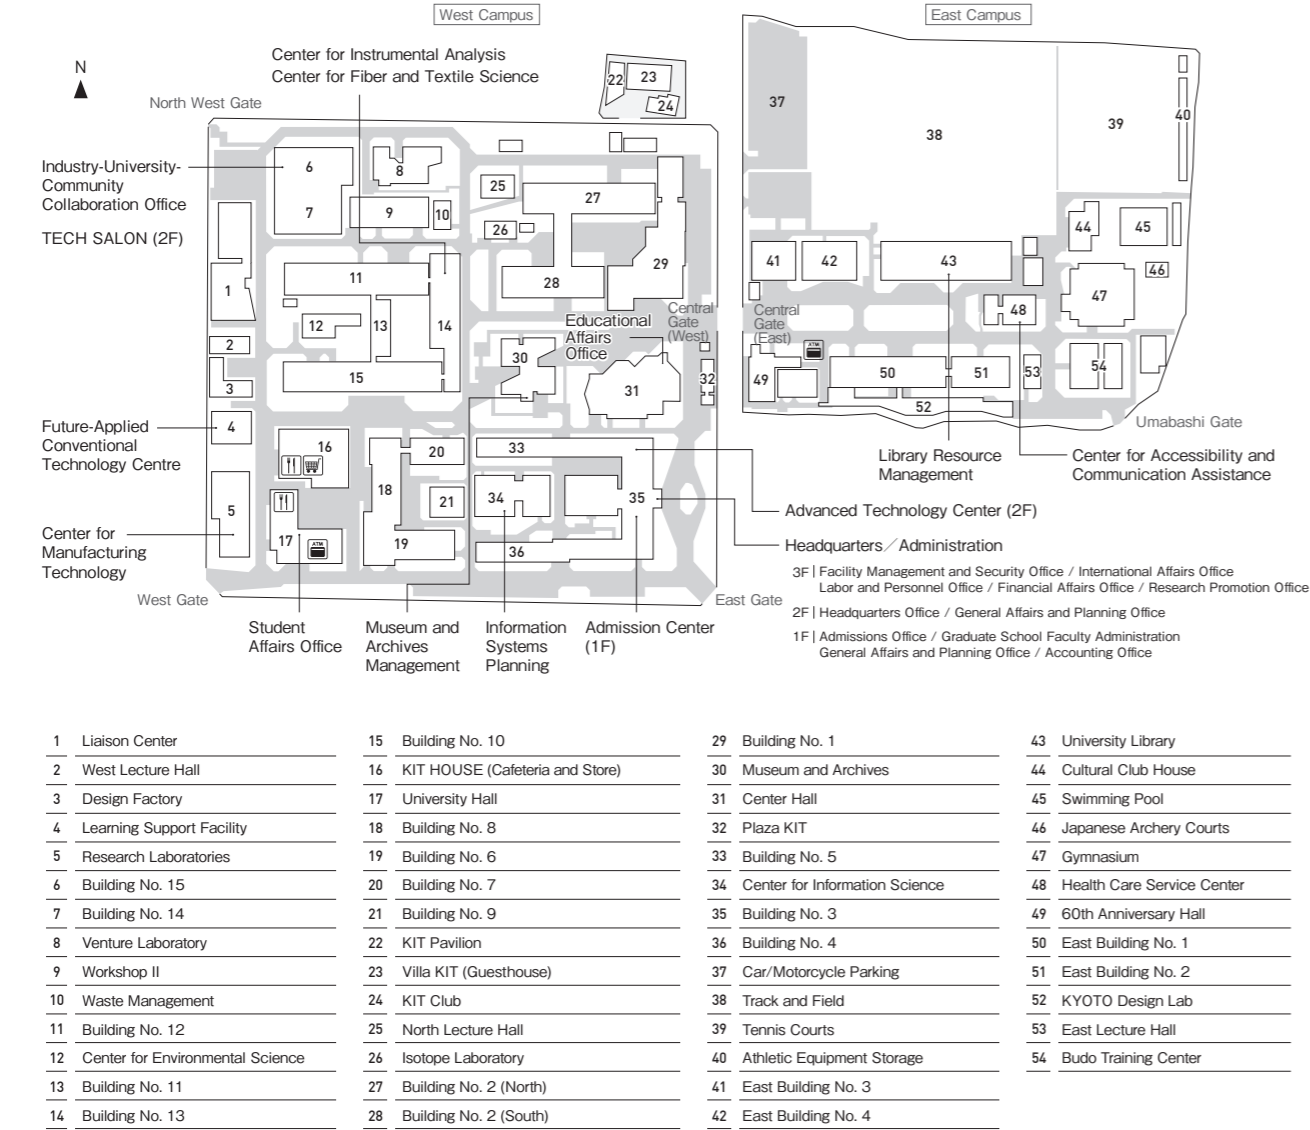 West Campus
East Campus
Center for Instrumental Analysis
Center for Fiber and Textile Science
N
North West Gate
Industry-University-
Community
Collaboration Office
TECH SALON (2F)
Future-Applied
Conventional
Technology Centre
Center for
Manufacturing
Technology
West Gate
Student
Affairs Office
Museum and
Archives
Management
Information
Systems
Planning
Admission Center
(1F)
East Gate
Educational
Affairs
Office
Central
Gate
(West)
Central
Gate
(East)
Umabashi Gate
Library Resource
Management
Center for Accessibility and
Communication Assistance
Advanced Technology Center (2F)
Headquarters／Administration
3F | Facility Management and Security Office / International Affairs Office
Labor and Personnel Office / Financial Affairs Office / Research Promotion Office
2F | Headquarters Office / General Affairs and Planning Office
1F | Admissions Office / Graduate School Faculty Administration
General Affairs and Planning Office / Accounting Office
1
2
3
4
5
6
7
8
9
10
11
12
13
14
15
16
17
ATM
18
19
20
21
22
23
24
25
26
27
28
29
30
31
32
33
34
35
36
37
38
39
40
41
42
43
44
45
46
47
48
49
ATM
50
51
52
53
54
1 Liaison Center
2 West Lecture Hall
3 Design Factory
4 Learning Support Facility
5 Research Laboratories
6 Building No. 15
7 Building No. 14
8 Venture Laboratory
9 Workshop II
10 Waste Management
11 Building No. 12
12 Center for Environmental Science
13 Building No. 11
14 Building No. 13
15 Building No. 10
16 KIT HOUSE (Cafeteria and Store)
17 University Hall
18 Building No. 8
19 Building No. 6
20 Building No. 7
21 Building No. 9
22 KIT Pavilion
23 Villa KIT (Guesthouse)
24 KIT Club
25 North Lecture Hall
26 Isotope Laboratory
27 Building No. 2 (North)
28 Building No. 2 (South)
29 Building No. 1
30 Museum and Archives
31 Center Hall
32 Plaza KIT
33 Building No. 5
34 Center for Information Science
35 Building No. 3
36 Building No. 4
37 Car/Motorcycle Parking
38 Track and Field
39 Tennis Courts
40 Athletic Equipment Storage
41 East Building No. 3
42 East Building No. 4
43 University Library
44 Cultural Club House
45 Swimming Pool
46 Japanese Archery Courts
47 Gymnasium
48 Health Care Service Center
49 60th Anniversary Hall
50 East Building No. 1
51 East Building No. 2
52 KYOTO Design Lab
53 East Lecture Hall
54 Budo Training Center